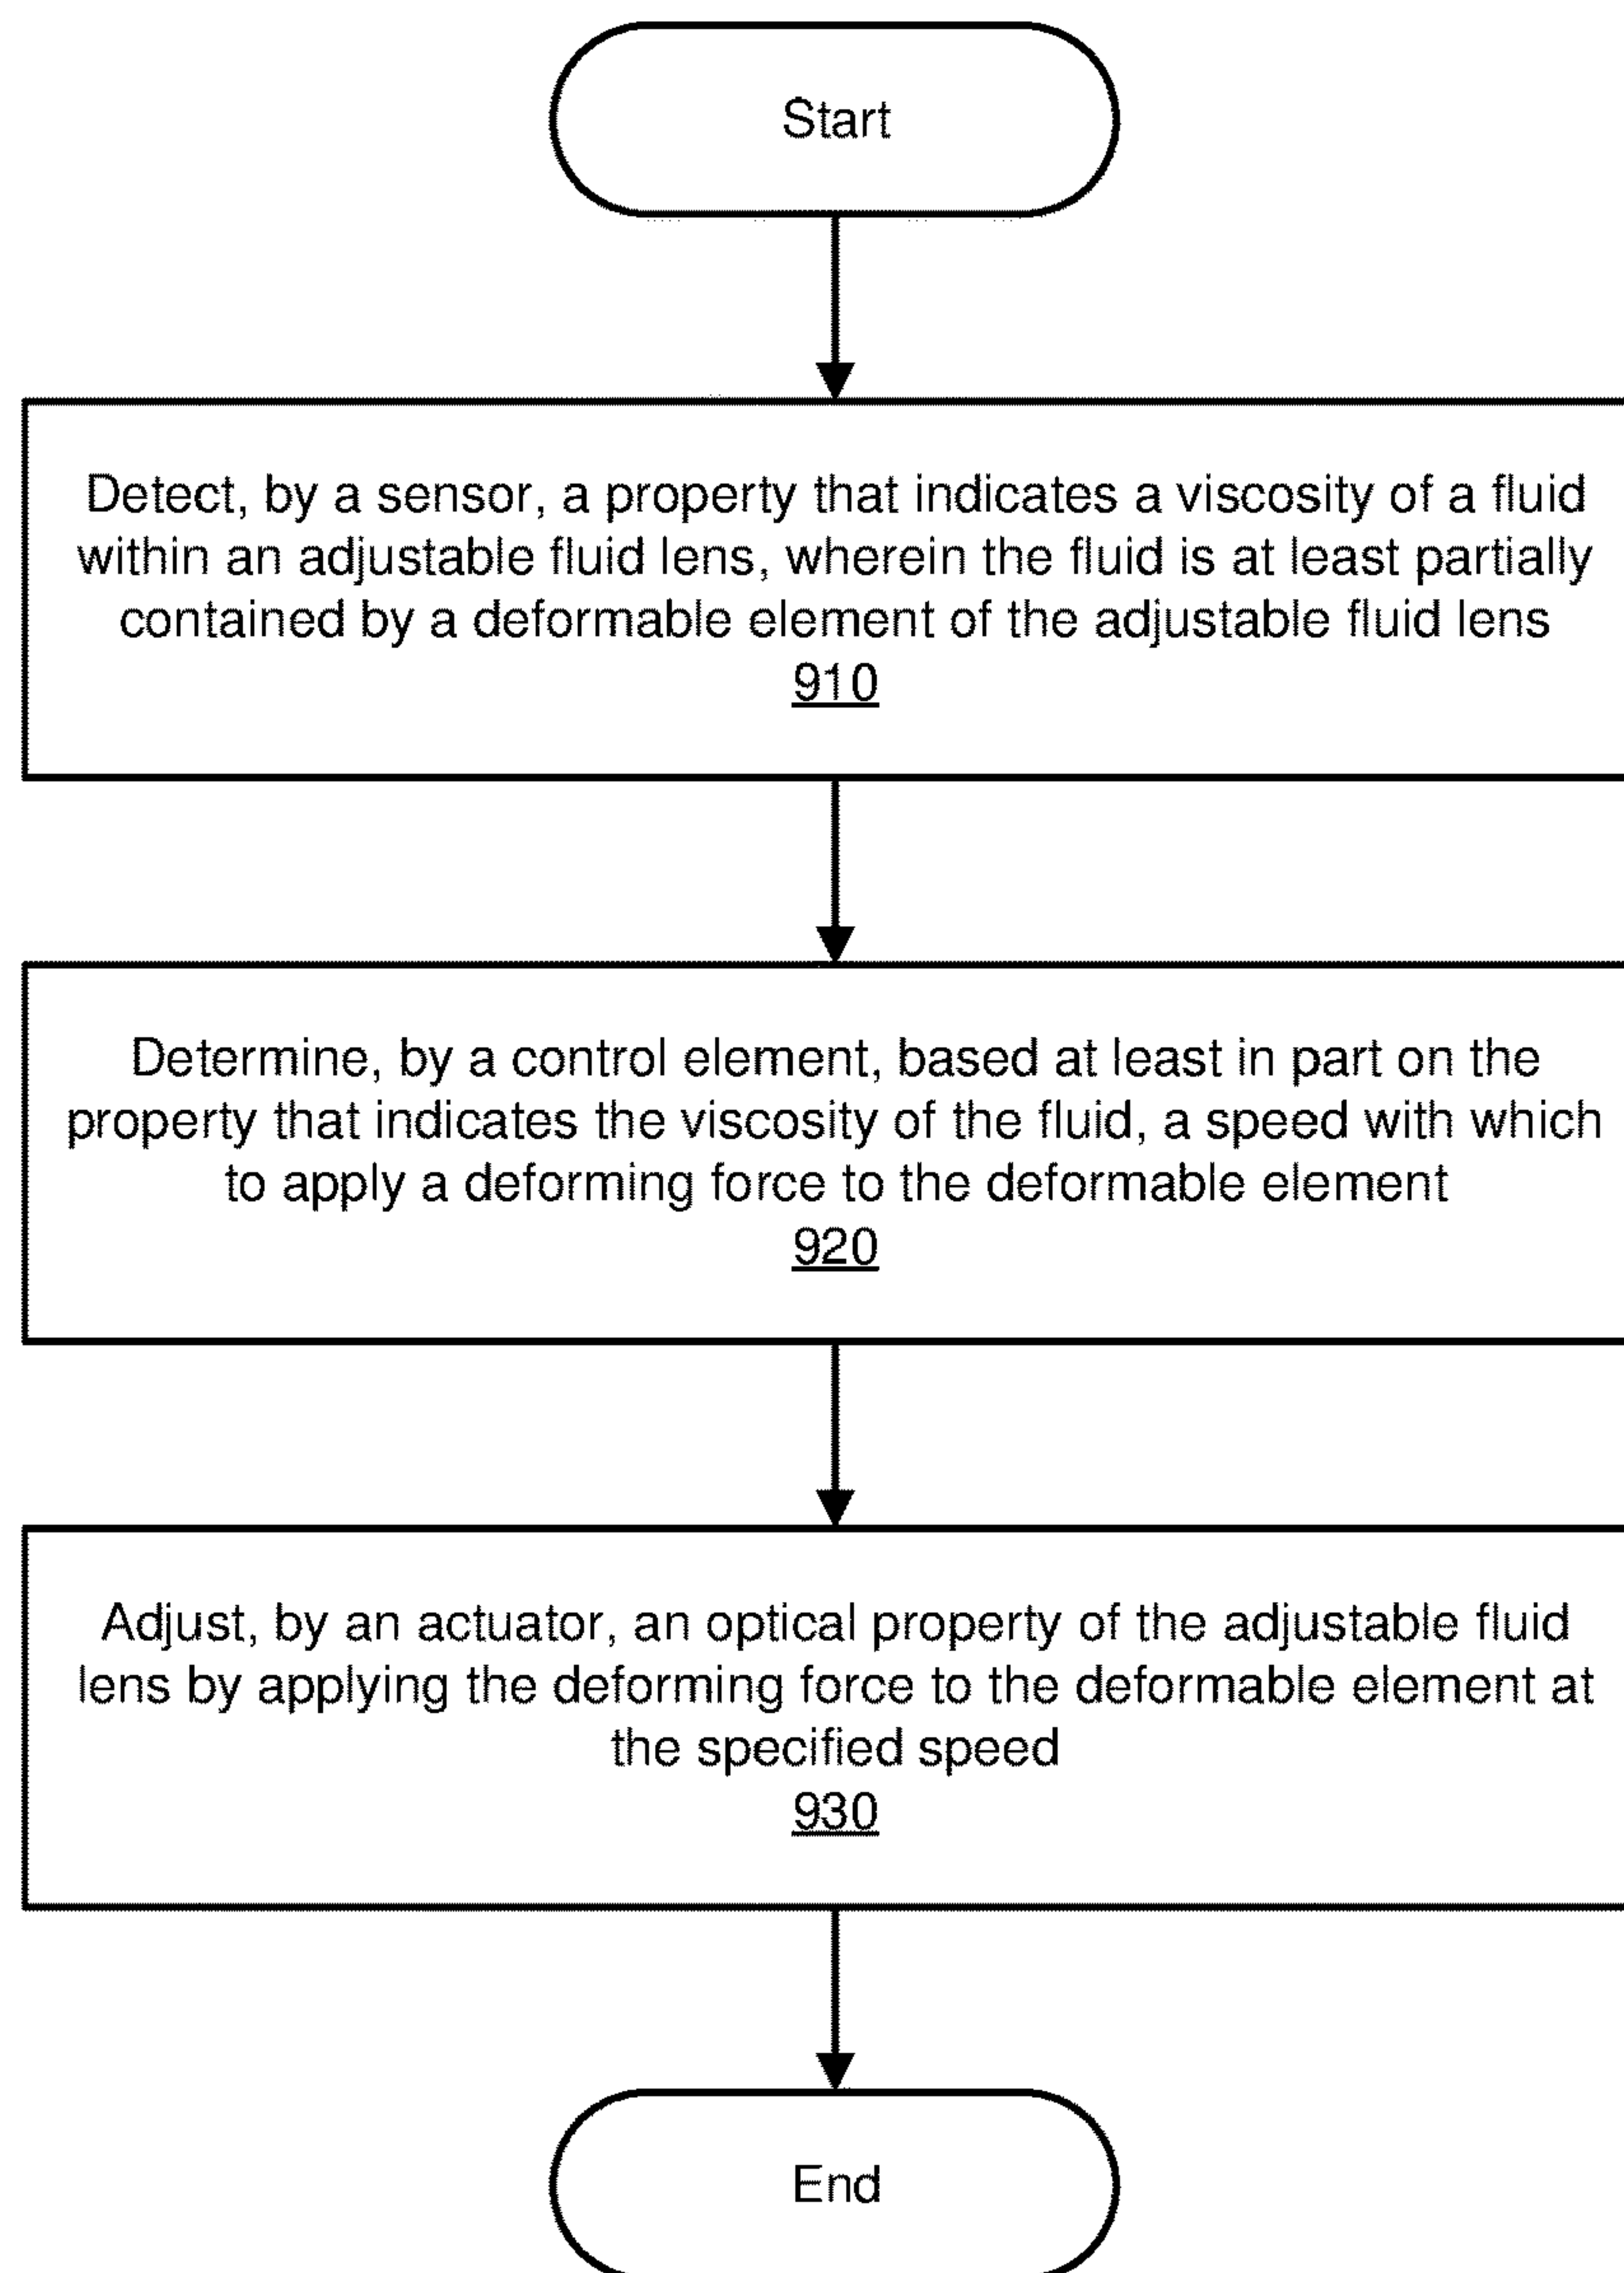 Start
Detect, by a sensor, a property that indicates a viscosity of a fluid
within an adjustable fluid lens, wherein the fluid is at least partially
contained by a deformable element of the adjustable fluid lens
910
Determine, by a control element, based at least in part on the
property that indicates the viscosity of the fluid, a speed with which
to apply a deforming force to the deformable element
920
Adjust, by an actuator, an optical property of the adjustable fluid
lens by applying the deforming force to the deformable element at
the specified speed
930
End